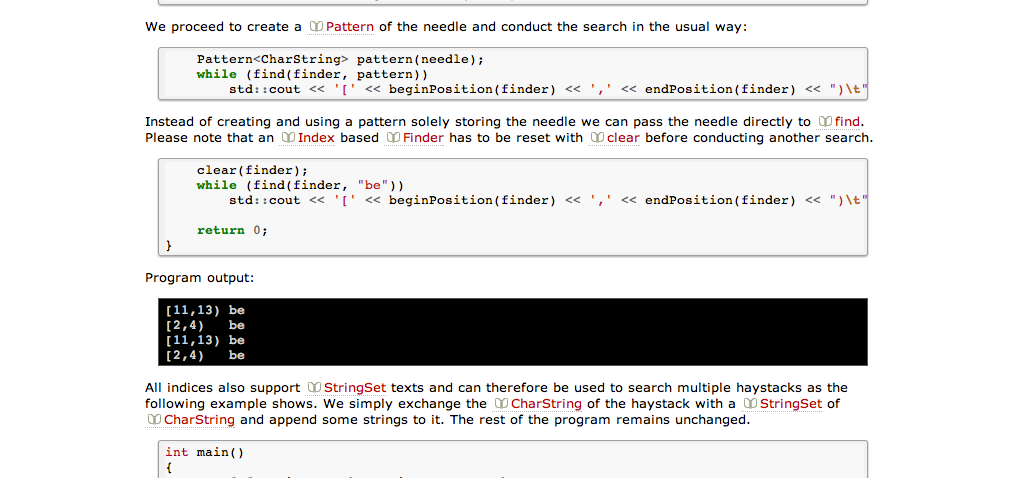 We proceed to create a Pattern of the needle and conduct the search in the usual way:
Pattern<CharString> pattern(needle);
while (find(finder, pattern))
std::cout << '[' << beginPosition(finder) << ',' << endPosition(finder) << ")\t"
Instead of creating and using a pattern solely storing the needle we can pass the needle directly to find.
Please note that an Index based Finder has to be reset with clear before conducting another search.
clear(finder);
while (find(finder, "be"))
std::cout << '[' << beginPosition(finder) << ',' << endPosition(finder) << ")\t"
return 0;
}
Program output:
[11,13) be
[2,4) be
[11,13) be
[2,4) be
All indices also support StringSet texts and can therefore be used to search multiple haystacks as the
following example shows. We simply exchange the CharString of the haystack with a StringSet of
CharString and append some strings to it. The rest of the program remains unchanged.
int main()
{